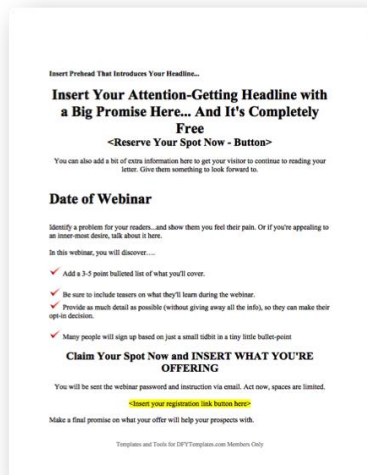 Insert Prehead That Introduces Your Headline...
Insert Your Attention-Getting Headline with
a Big Promise Here... And It's Completely
Free
<Reserve Your Spot Now - Button>
You can also add a bit of extra information here to get your visitor to continue to reading your
letter. Give them something to look forward to.
Date of Webinar
Identify a problem for your readers...and show them you feel their pain. Or if you're appealing to
an inner-most desire, talk about it here.
In this webinar, you will discover….
Add a 3-5 point bulleted list of what you'll cover.
Be sure to include teasers on what they'll learn during the webinar.
Provide as much detail as possible (without giving away all the info), so they can make their
opt-in decision.
Many people will sign up based on just a small tidbit in a tiny little bullet-point
Claim Your Spot Now and INSERT WHAT YOU'RE
OFFERING
You will be sent the webinar password and instruction via email. Act now, spaces are limited.
<Insert your registration link button here>
Make a final promise on what your offer will help your prospects with.
Templates and Tools for DFYTemplates.com Members Only